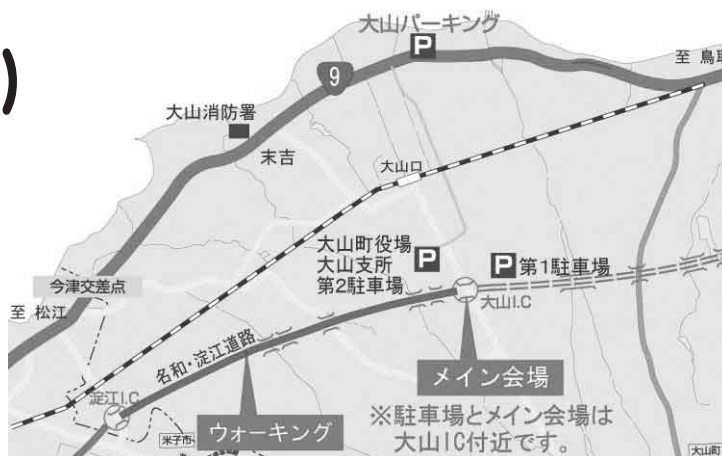 )
大山パーキング
P
至 鳥取
9
大山消防署
末吉
大山口
大山町役場
大山支所
第2駐車場
P
P 第1駐車場
今津交差点
至 松江
大山I.C
名和・淀江道路
メイン会場
淀江I.C
ウォーキング
米子市
※駐車場とメイン会場は
大山IC付近です。
大山町